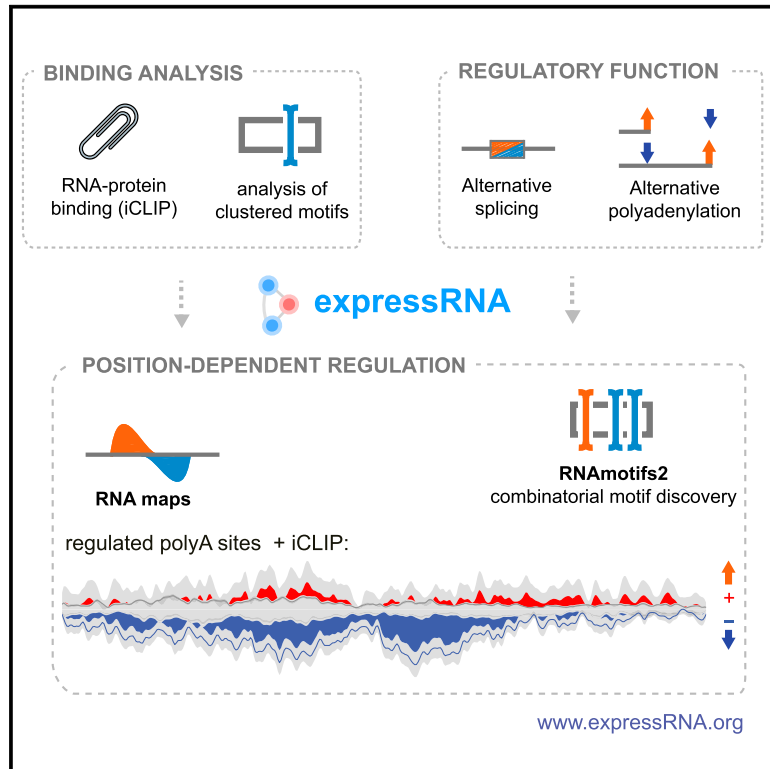 BINDING ANALYSIS
RNA-protein
binding (iCLIP)
analysis of
clustered motifs
REGULATORY FUNCTION
Alternative
splicing
Alternative
polyadenylation
expressRNA
POSITION-DEPENDENT REGULATION
RNA maps
RNAmotifs2
combinatorial motif discovery
regulated polyA sites + iCLIP:
+
–
www.expressRNA.org